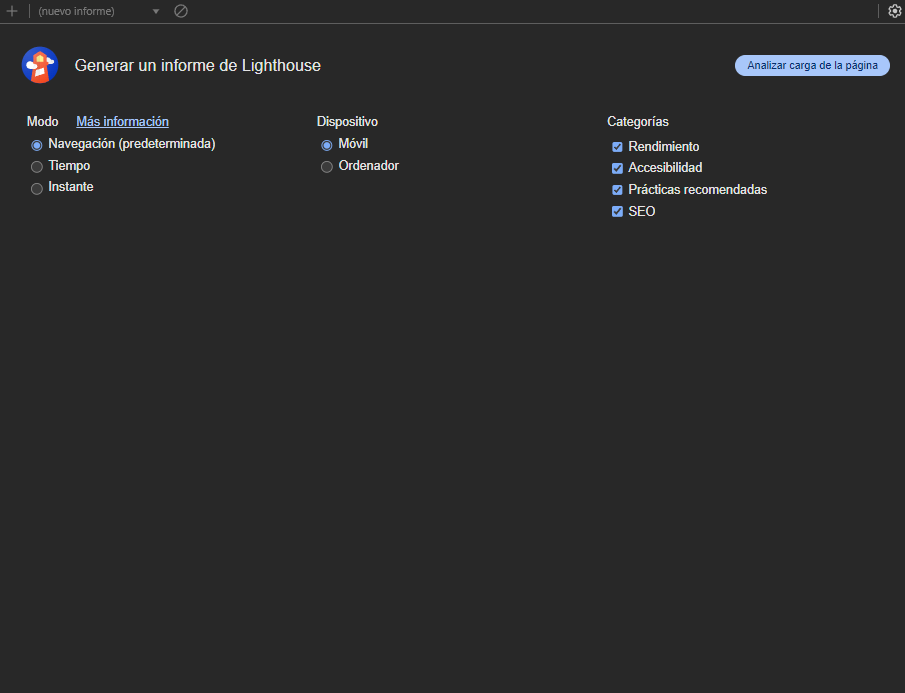 (nuevo informe)
Generar un informe de Lighthouse
Analizar carga de la página
Modo Más información
Navegación (predeterminada)
Tiempo
Instante
Dispositivo
Móvil
Ordenador
Categorías
Rendimiento
Accesibilidad
Prácticas recomendadas
SEO